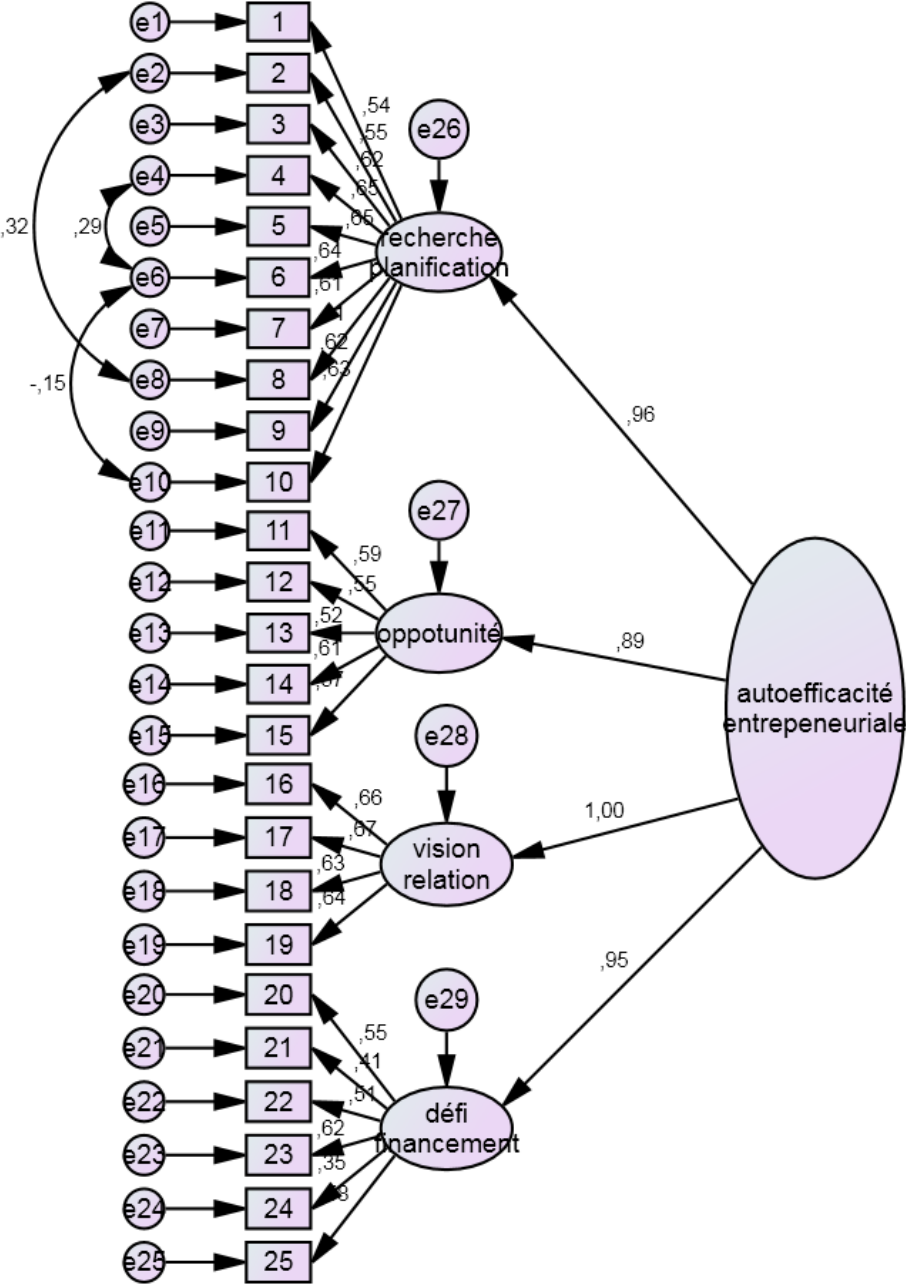 e1
1
e2
2
e3
3
e4
4
e5
5
e6
6
e7
7
e8
8
e9
9
e10
10
e11
11
e12
12
e13
13
e14
14
e15
15
e16
16
e17
17
e18
18
e19
19
e20
20
e21
21
e22
22
e23
23
e24
24
e25
25
,32
,29
-,15
,54
,55
,62
,65
,65
,64
,61
,62
,63
e26
recherche
planification
,59
,55
,52
,61
e27
oppotunité
,66
,67
,63
,64
e28
vision
relation
,55
,41
,51
,62
,35
e29
défi
financement
,96
,89
1,00
,95
autoefficacité
entrepeneuriale